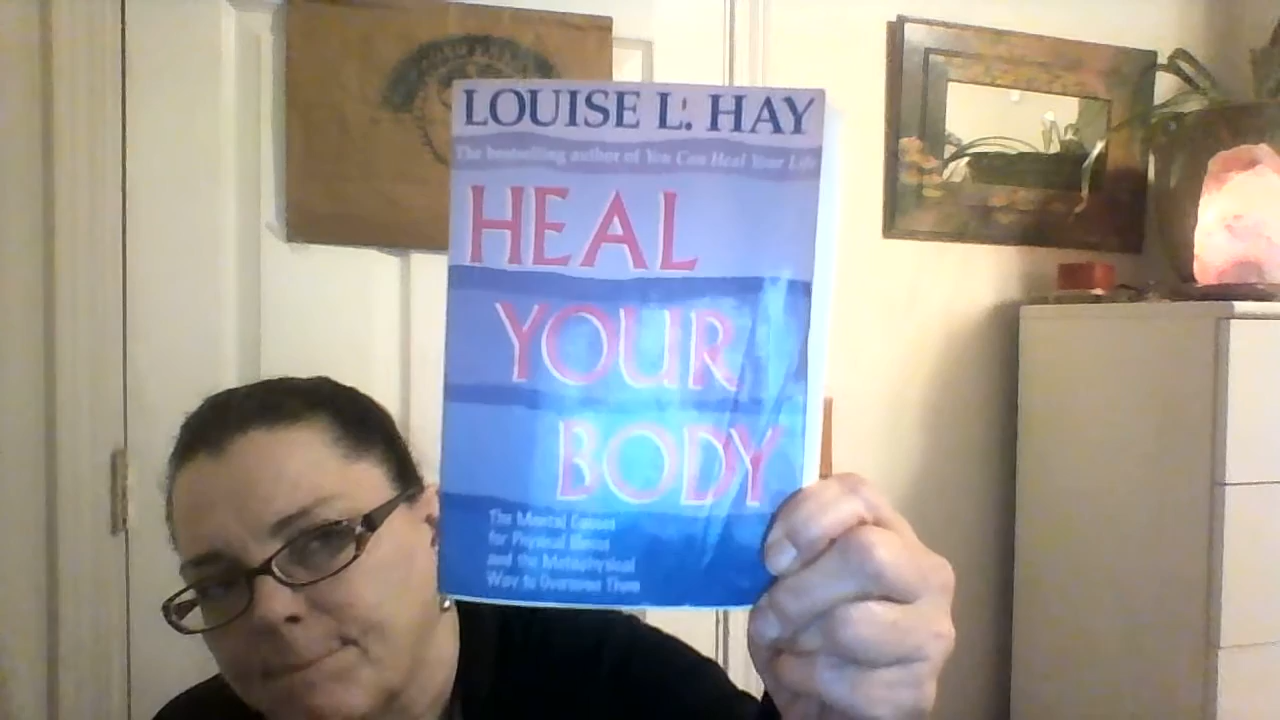 LOUISE L. HAY
The bestselling author of You Can Heal Your Life
HEAL
YOUR
BODY
The Mental Causes
for Physical Illness
and the Metaphysical
Way to Overcome Them